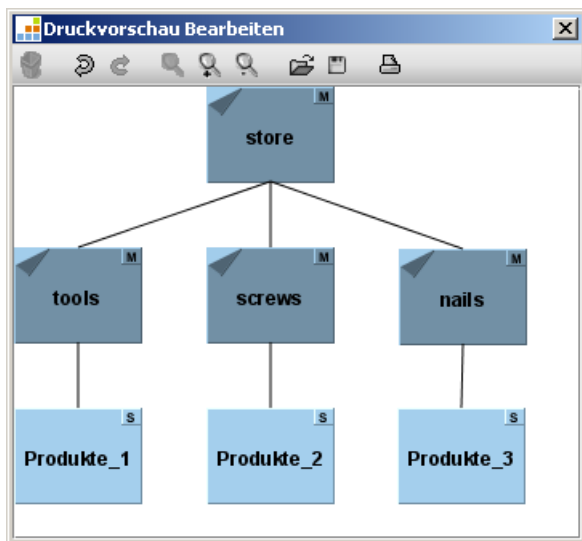 Druckvorschau Bearbeiten
M
store
M
M
M
tools
screws
nails
S
S
S
Produkte_1
Produkte_2
Produkte_3